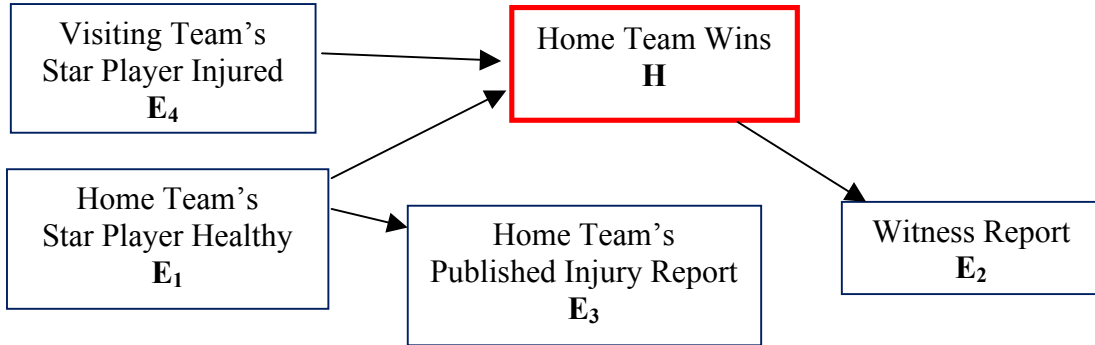 Visiting Team’s
Star Player Injured
E₄
Home Team Wins
H
Home Team’s
Star Player Healthy
E₁
Home Team’s
Published Injury Report
E₃
Witness Report
E₂